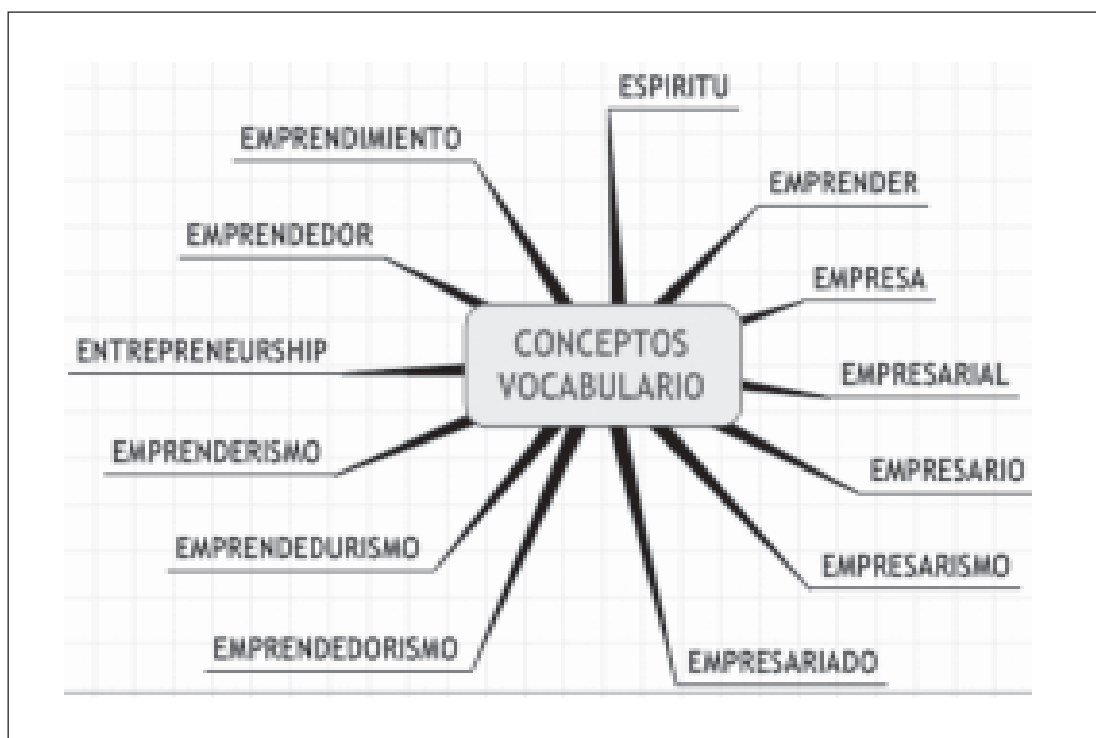 ESPIRITU
EMPRENDIMIENTO
EMPRENDER
EMPRENDEDOR
EMPRESA
ENTREPRENEURSHIP
CONCEPTOS
VOCABULARIO
EMPRESARIAL
EMPRENDERISMO
EMPRESARIO
EMPRENDEDURISMO
EMPRESARISMO
EMPRENDEDORISMO
EMPRESARIADO